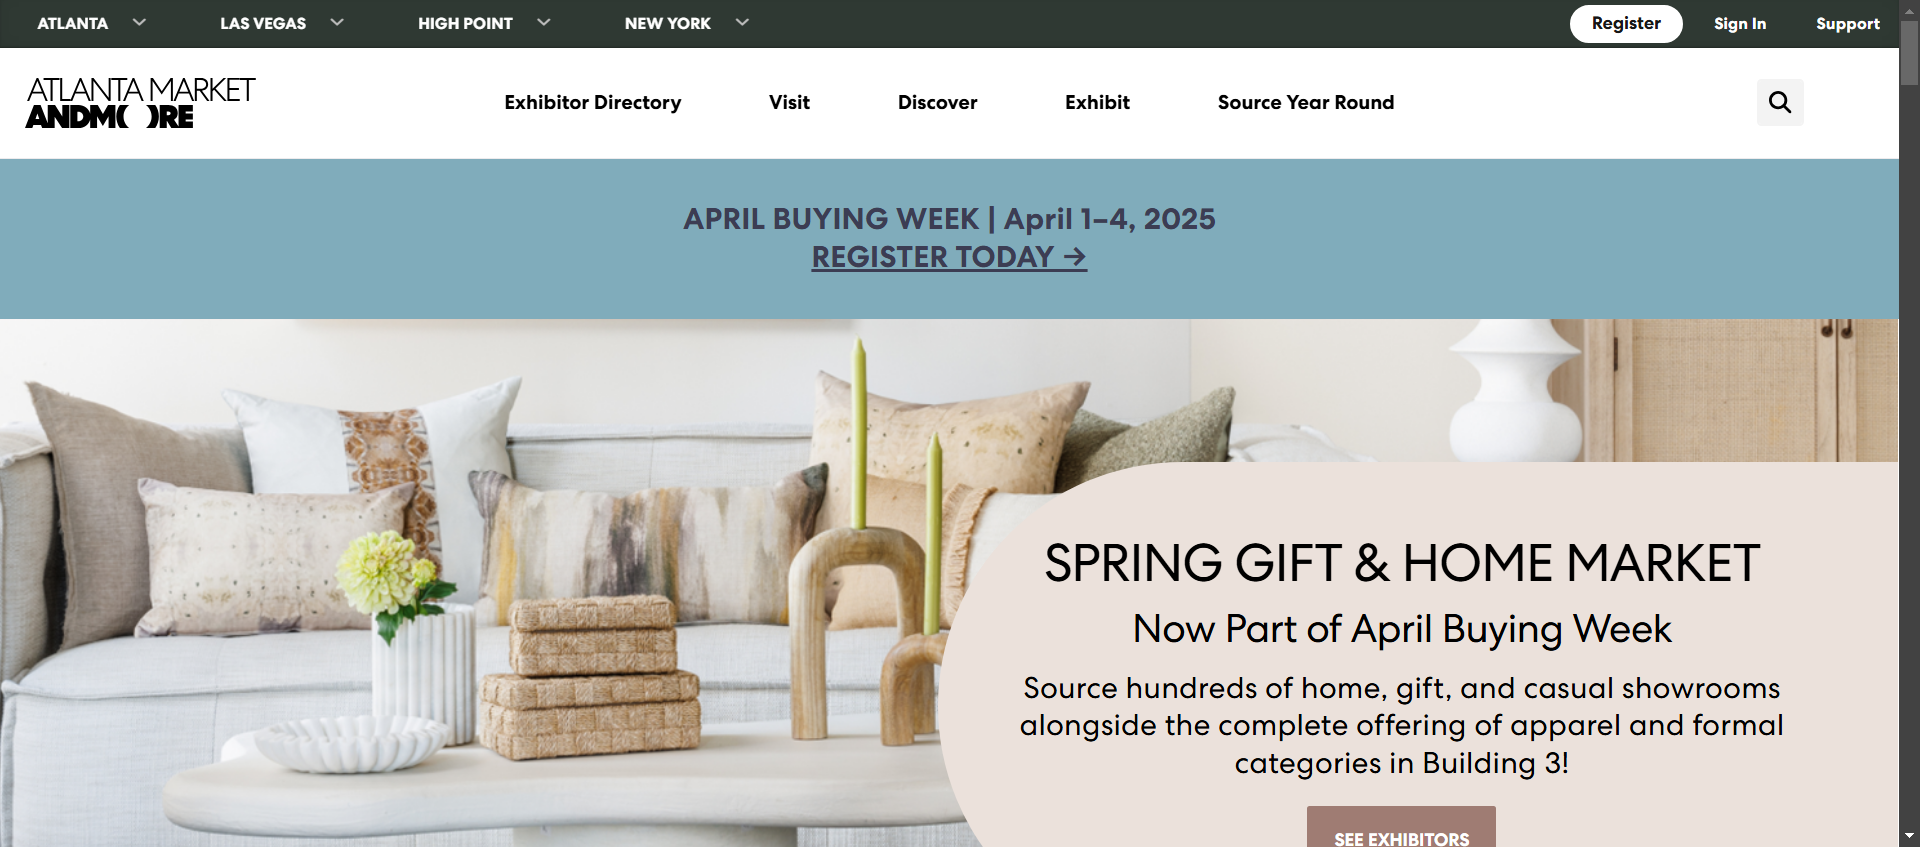 ATLANTA
LAS VEGAS
HIGH POINT
NEW YORK
Register
Sign In
Support
ATLANTA MARKET
ANDMORE
Exhibitor Directory
Visit
Discover
Exhibit
Source Year Round
APRIL BUYING WEEK | April 1–4, 2025
REGISTER TODAY →
SPRING GIFT & HOME MARKET
Now Part of April Buying Week
Source hundreds of home, gift, and casual showrooms
alongside the complete offering of apparel and formal
categories in Building 3!
SEE EXHIBITORS